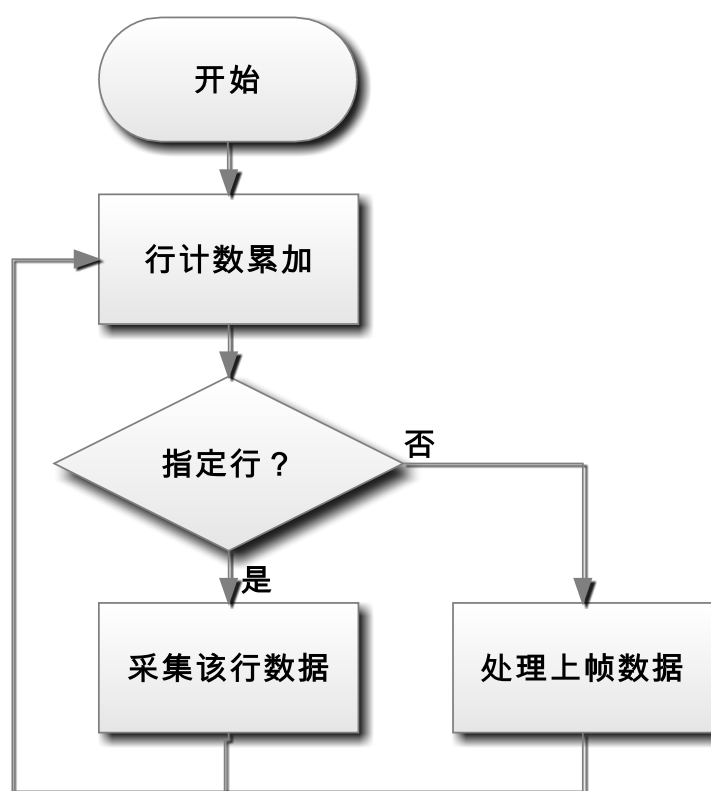 开始
行计数累加
指定行？
否
是
采集该行数据
处理上帧数据